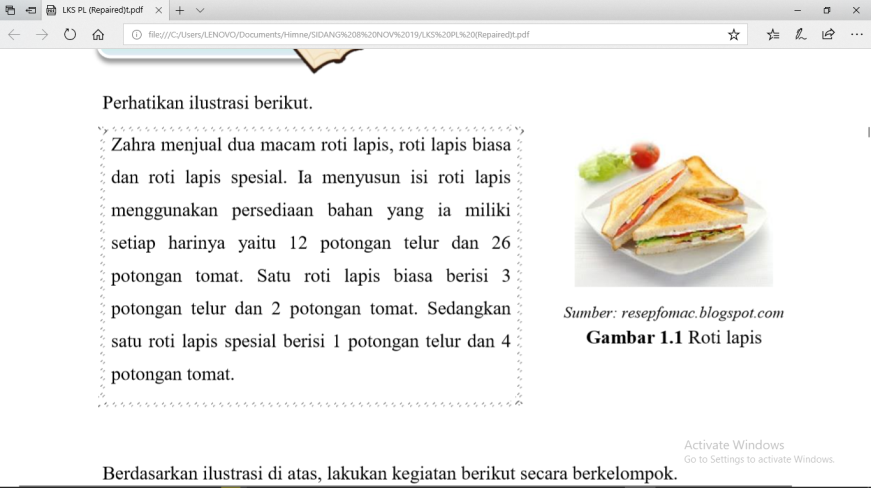 LKS PL (Repaired)t.pdf
file:///C:/Users/LENOVO/Documents/Himne/SIDANG%208%20NOV%2019/LKS%20PL%20(Repaired)t.pdf
Perhatikan ilustrasi berikut.
Zahra menjual dua macam roti lapis, roti lapis biasa
dan roti lapis spesial. Ia menyusun isi roti lapis
menggunakan persediaan bahan yang ia miliki
setiap harinya yaitu 12 potongan telur dan 26
potongan tomat. Satu roti lapis biasa berisi 3
potongan telur dan 2 potongan tomat. Sedangkan
satu roti lapis spesial berisi 1 potongan telur dan 4
potongan tomat.
Sumber: resepfomac.blogspot.com
Gambar 1.1 Roti lapis
Activate Windows
Go to Settings to activate Windows.
Berdasarkan ilustrasi di atas, lakukan kegiatan berikut secara berkelompok.